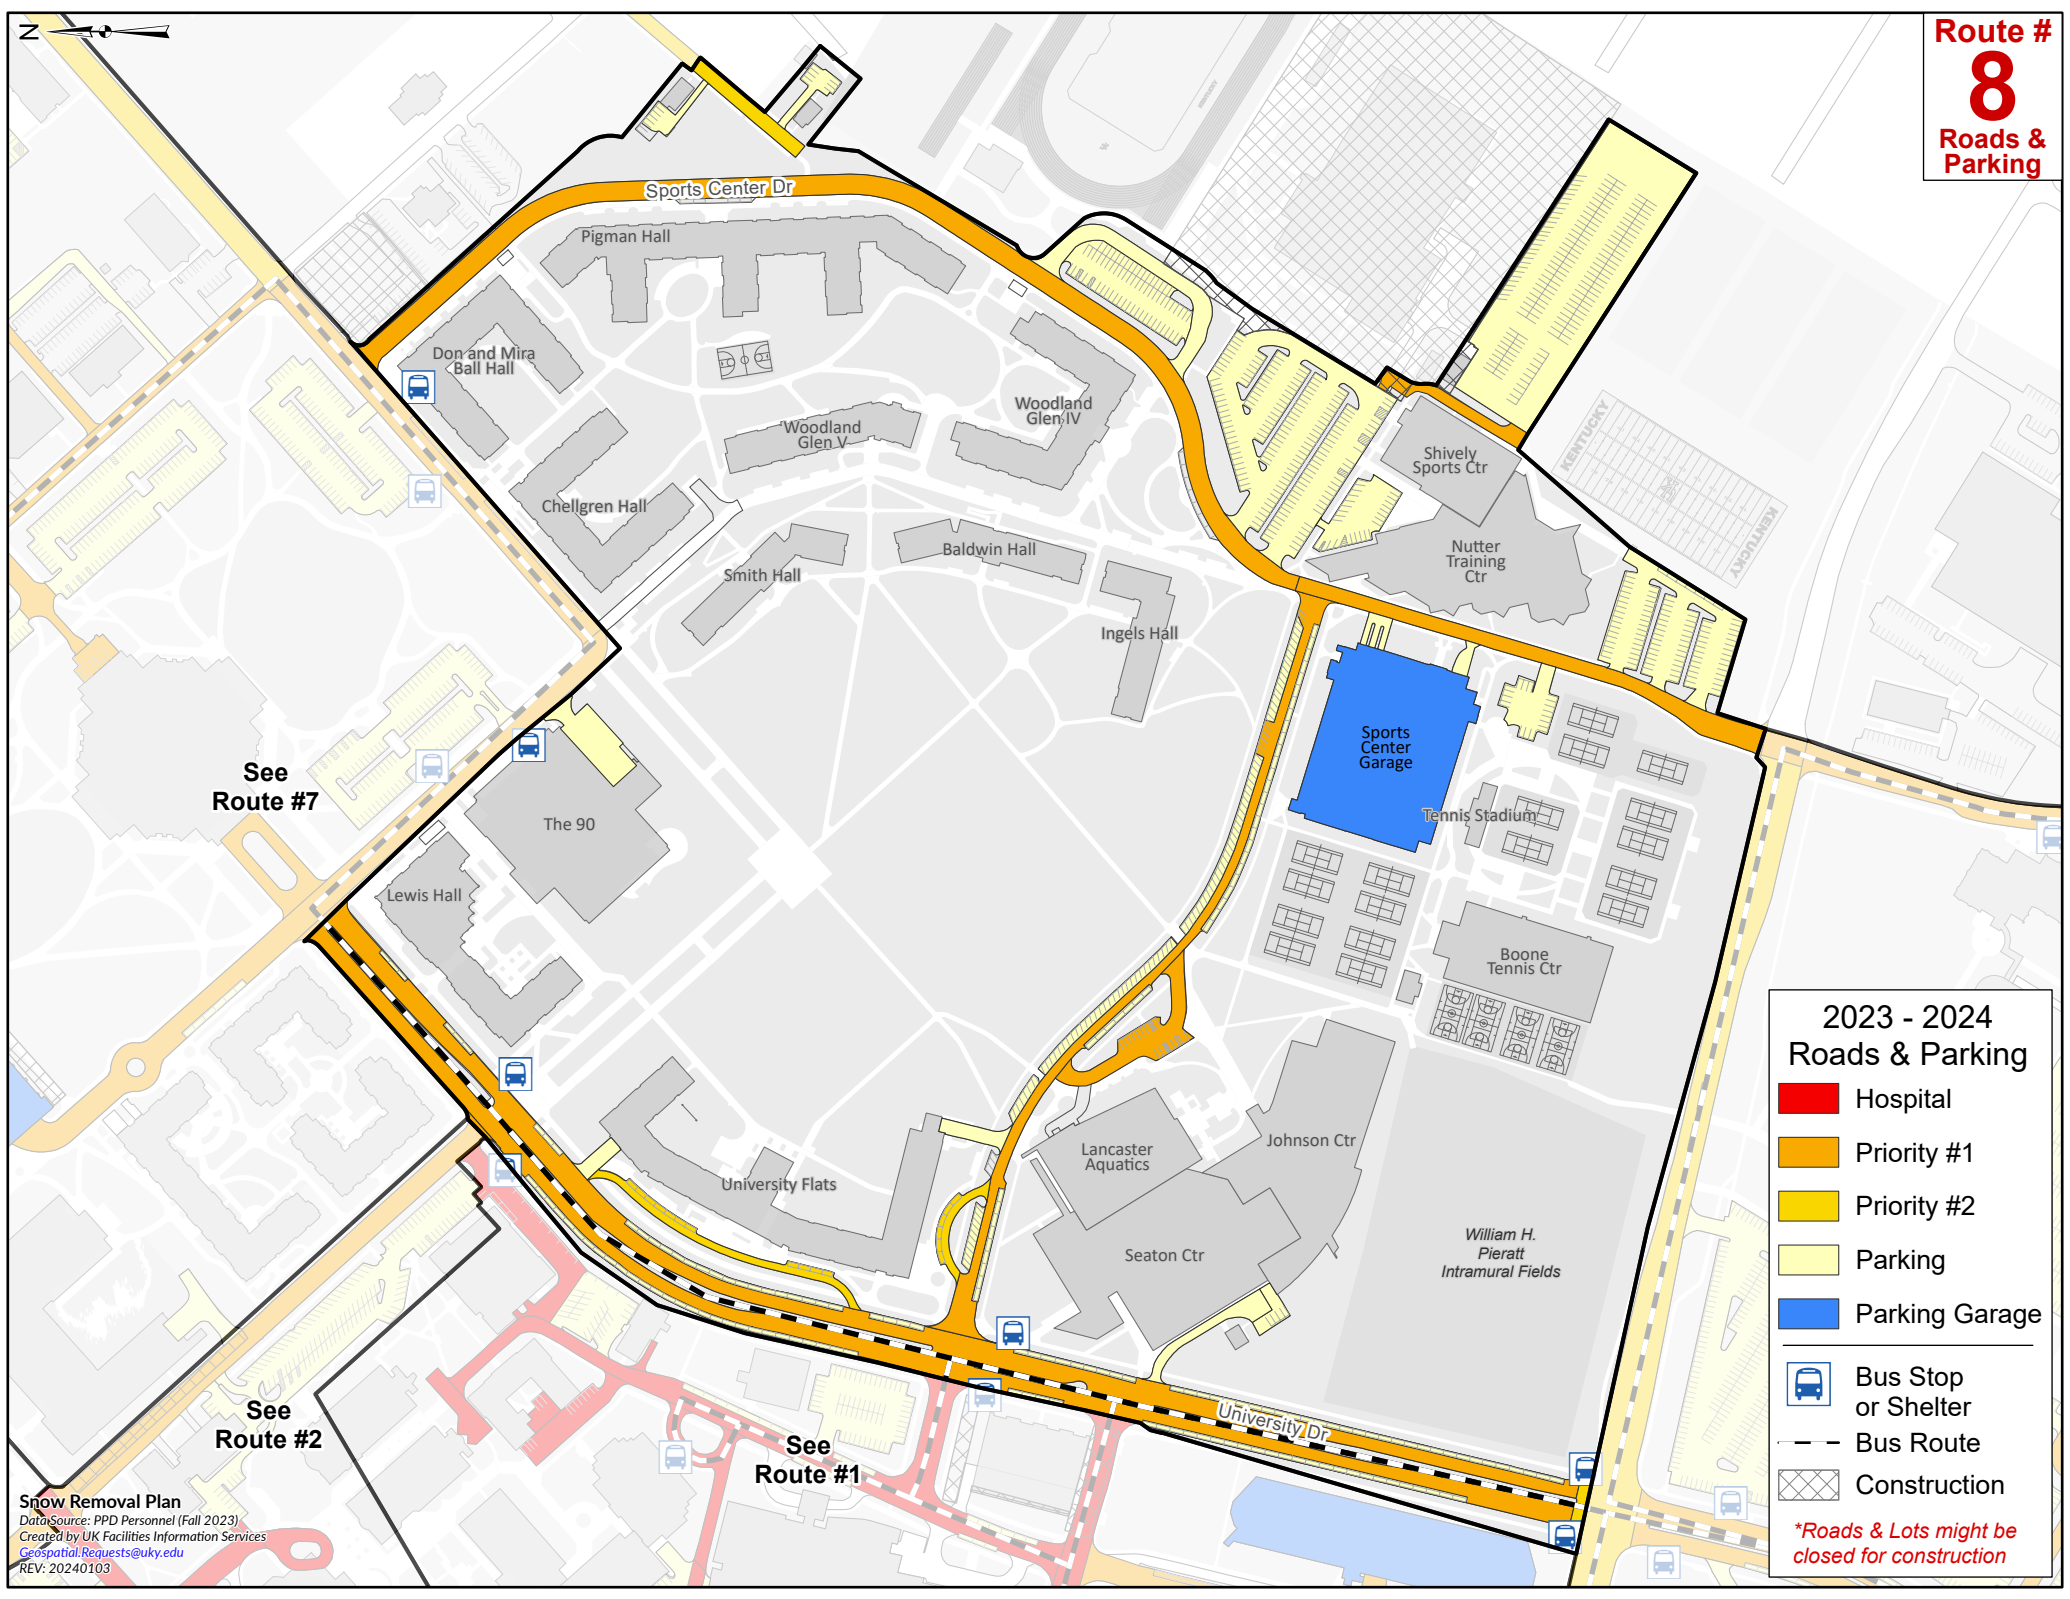 N
Route #
8
Roads &
Parking
KENTUCKY
Sports Center Dr
Pigman Hall
Don and Mira
Ball Hall
Woodland
Glen IV
Woodland
Glen V
KENTUCKY
KENTUCKY
Shively
Sports Ctr
Chellgren Hall
Baldwin Hall
Smith Hall
Nutter
Training
Ctr
Ingels Hall
Sports
Center
Garage
See
Route #7
The 90
Tennis Stadium
Lewis Hall
Boone
Tennis Ctr
Lancaster
Aquatics
Johnson Ctr
University Flats
Seaton Ctr
William H.
Pieratt
Intramural Fields
University Dr
See
Route #2
See
Route #1
2023 - 2024
Roads & Parking
Hospital
Priority #1
Priority #2
Parking
Parking Garage
Bus Stop
or Shelter
Bus Route
Construction
*Roads & Lots might be
closed for construction
Snow Removal Plan
Data Source: PPD Personnel (Fall 2023)
Created by UK Facilities Information Services
Geospatial.Requests@uky.edu
REV: 20240103